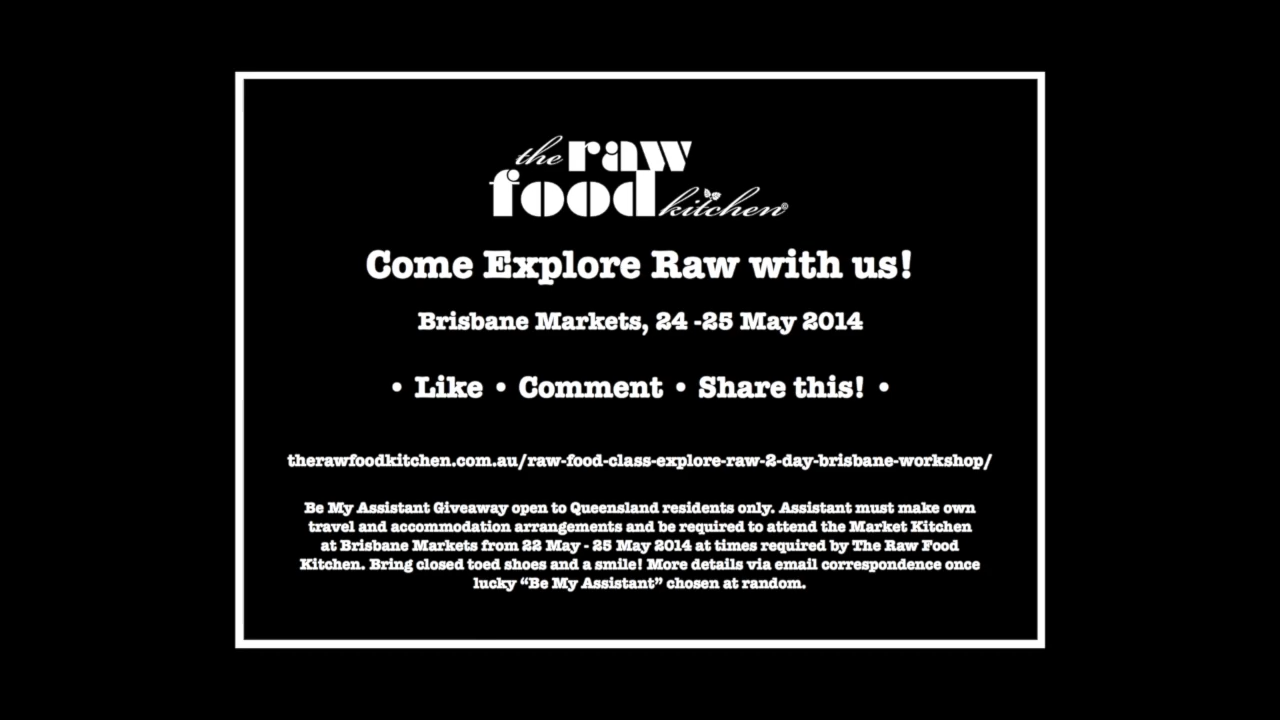 the raw
food kitchen©
Come Explore Raw with us!
Brisbane Markets, 24 -25 May 2014
• Like • Comment • Share this! •
therawfoodkitchen.com.au/raw-food-class-explore-raw-2-day-brisbane-workshop/
Be My Assistant Giveaway open to Queensland residents only. Assistant must make own
travel and accommodation arrangements and be required to attend the Market Kitchen
at Brisbane Markets from 22 May - 25 May 2014 at times required by The Raw Food
Kitchen. Bring closed toed shoes and a smile! More details via email correspondence once
lucky “Be My Assistant” chosen at random.